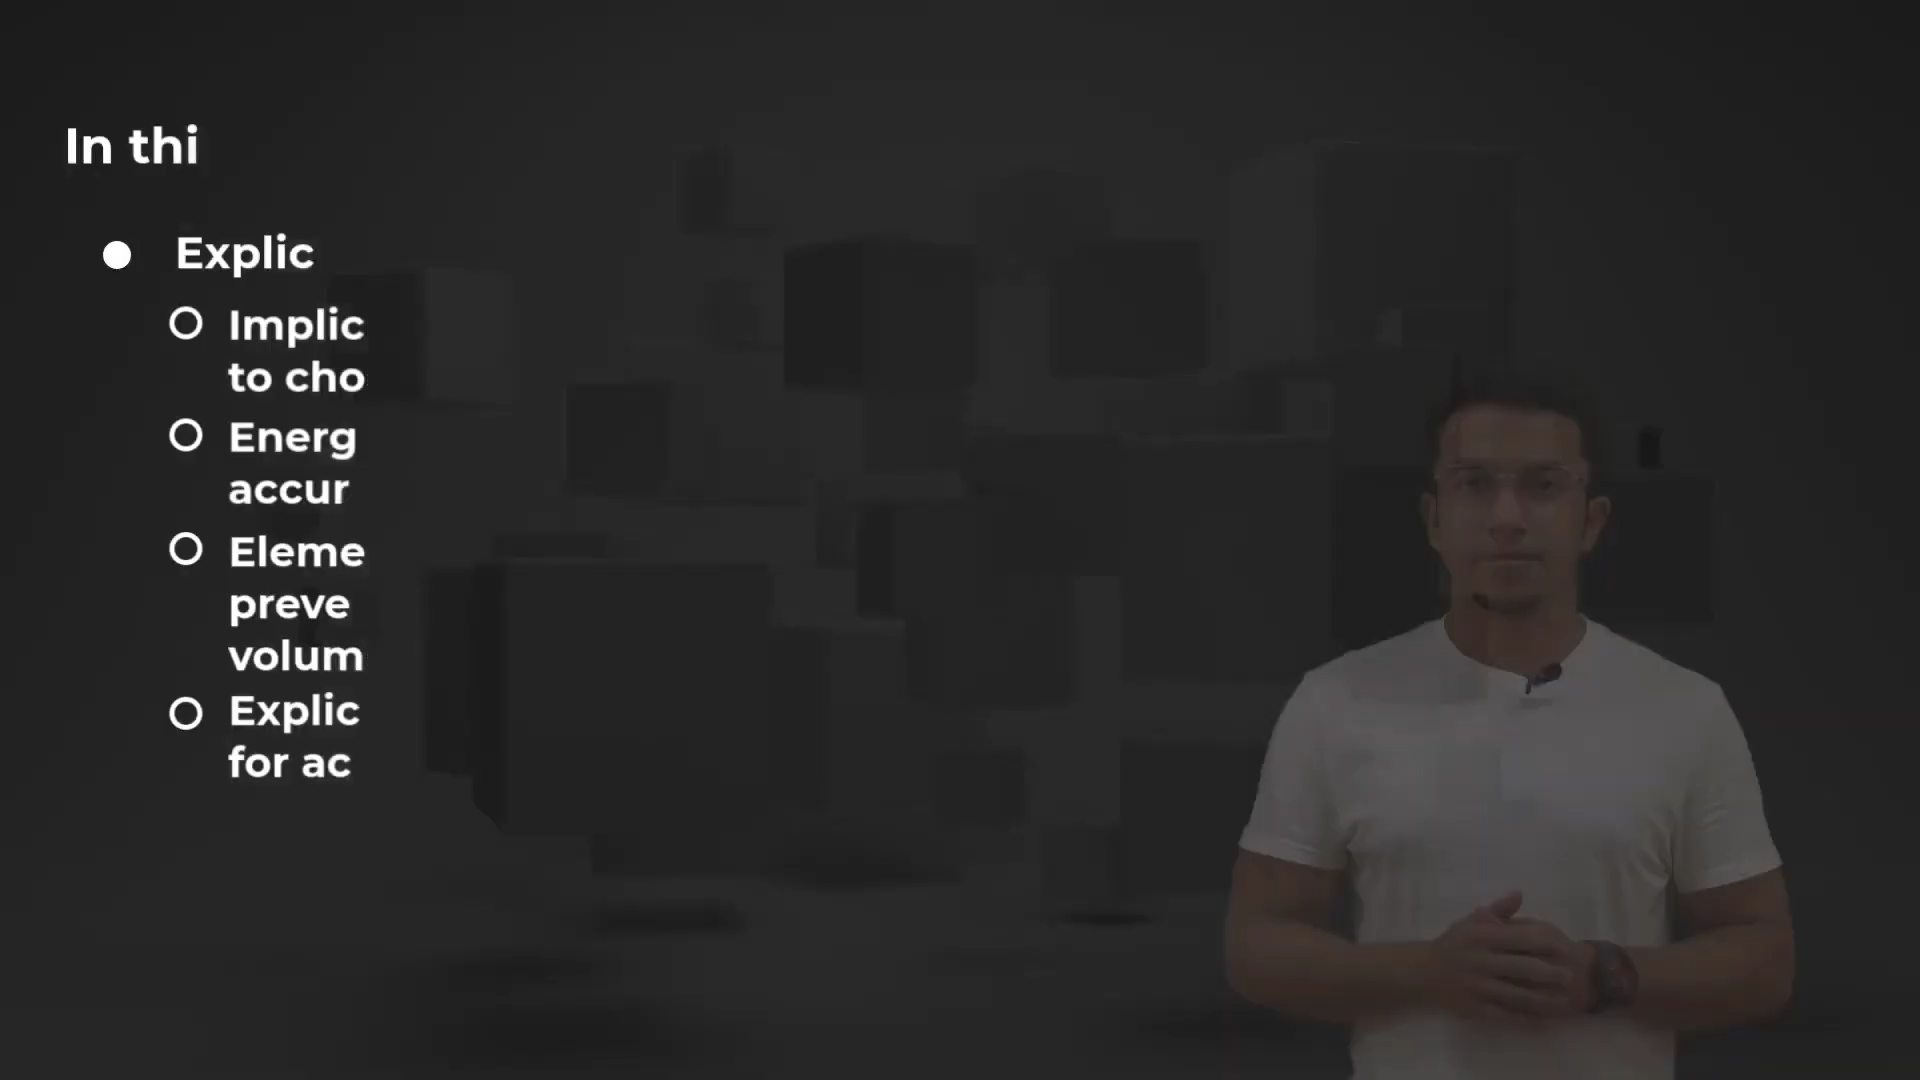 In thi
Explic
Implic
to cho
Energ
accur
Eleme
preve
volum
Explic
for ac